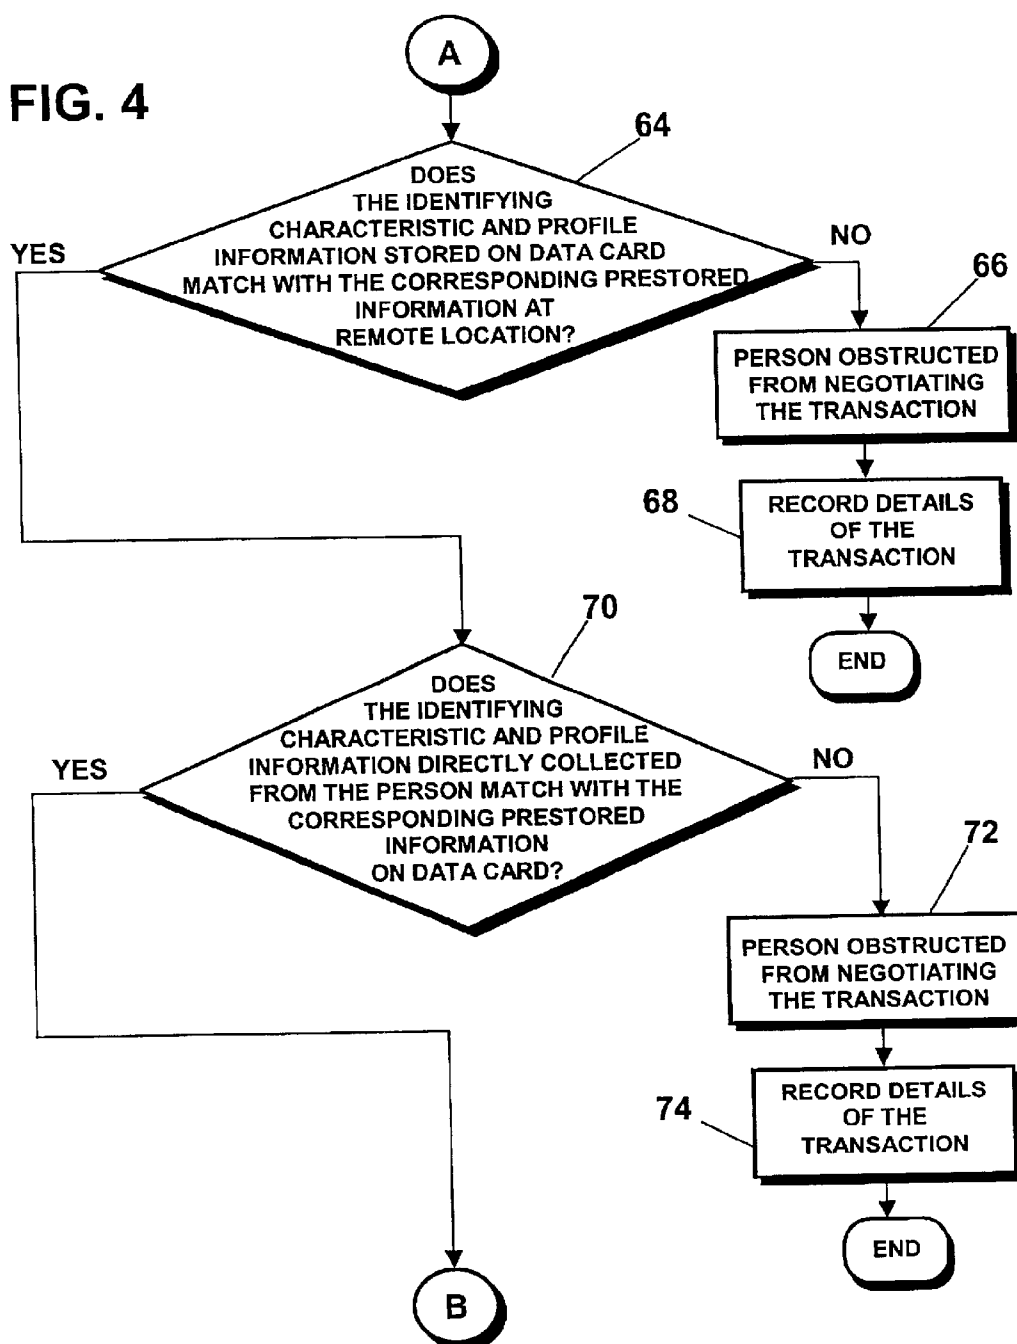 A
FIG. 4
64
DOES
THE IDENTIFYING
CHARACTERISTIC AND PROFILE
INFORMATION STORED ON DATA CARD
MATCH WITH THE CORRESPONDING PRESTORED
INFORMATION AT
REMOTE LOCATION?
YES
NO
66
PERSON OBSTRUCTED
FROM NEGOTIATING
THE TRANSACTION
68
RECORD DETAILS
OF THE
TRANSACTION
END
70
DOES
THE IDENTIFYING
CHARACTERISTIC AND PROFILE
INFORMATION DIRECTLY COLLECTED
FROM THE PERSON MATCH WITH THE
CORRESPONDING PRESTORED
INFORMATION
ON DATA CARD?
YES
NO
72
PERSON OBSTRUCTED
FROM NEGOTIATING
THE TRANSACTION
74
RECORD DETAILS
OF THE
TRANSACTION
END
B